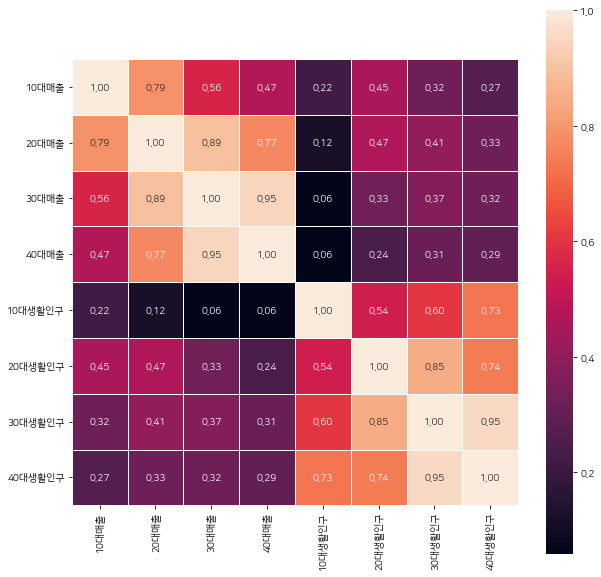 10대매출 1,00 0,79 0,56 0,47 0,22 0,45 0,32 0,27
20대매출 0,79 1,00 0,89 0,77 0,12 0,47 0,41 0,33
30대매출 0,56 0,89 1,00 0,95 0,06 0,33 0,37 0,32
40대매출 0,47 0,77 0,95 1,00 0,06 0,24 0,31 0,29
10대생활인구 0,22 0,12 0,06 0,06 1,00 0,54 0,60 0,73
20대생활인구 0,45 0,47 0,33 0,24 0,54 1,00 0,85 0,74
30대생활인구 0,32 0,41 0,37 0,31 0,60 0,85 1,00 0,95
40대생활인구 0,27 0,33 0,32 0,29 0,73 0,74 0,95 1,00
10대매출 20대매출 30대매출 40대매출 10대생활인구 20대생활인구 30대생활인구 40대생활인구
1,0
0,8
0,6
0,4
0,2